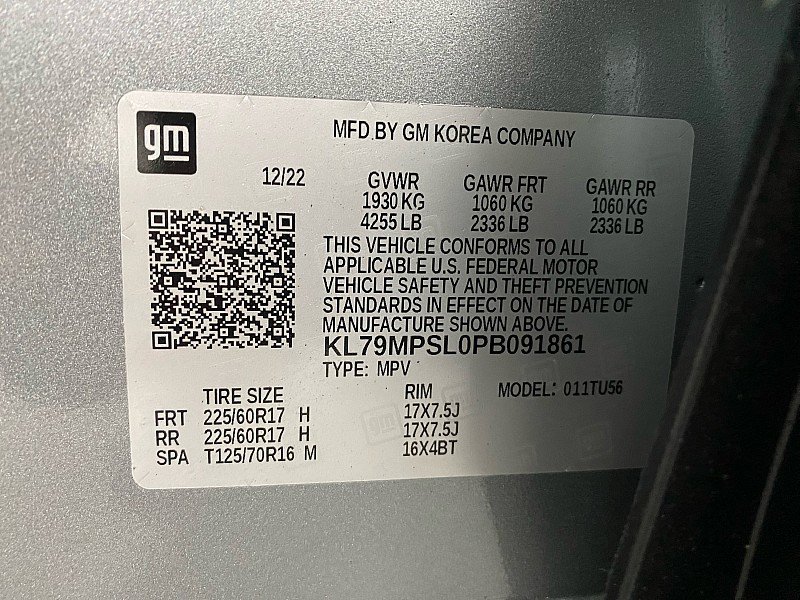 gm
MFD.BY GM KOREA COMPANY
12/22 GVWR GAWR FRT GAWR RR
1930 KG 1060 KG 1060 KG
4255 LB 2336 LB 2336 LB
THIS VEHICLE CONFORMS TO ALL
APPLICABLE U.S. FEDERAL MOTOR
VEHICLE SAFETY AND THEFT PREVENTION
STANDARDS IN EFFECT ON THE DATE OF
MANUFACTURE SHOWN ABOVE.
KL79MPSL0PB091861
TYPE: MPV
TIRE SIZE RIM MODEL: 011TU56
FRT 225/60R17 H 17X7.5J
RR 225/60R17 H 17X7.5J
SPA T125/70R16 M 16X4BT